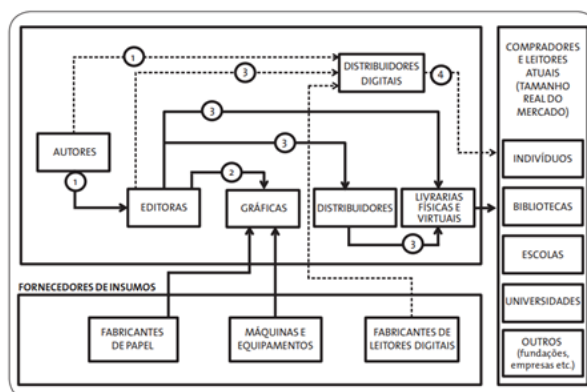 1
3
DISTRIBUIDORES
DIGITAIS
4
COMPRADORES
E LEITORES
ATUAIS
(TAMANHO
REAL DO
MERCADO)
3
3
AUTORES
1
2
INDIVÍDUOS
EDITORAS
GRÁFICAS
DISTRIBUIDORES
LIVRARIAS
FÍSICAS E
VIRTUAIS
BIBLIOTECAS
3
ESCOLAS
FORNECEDORES DE INSUMOS
UNIVERSIDADES
FABRICANTES
DE PAPEL
MÁQUINAS E
EQUIPAMENTOS
FABRICANTES DE
LEITORES DIGITAIS
OUTROS
(fundações,
empresas etc.)